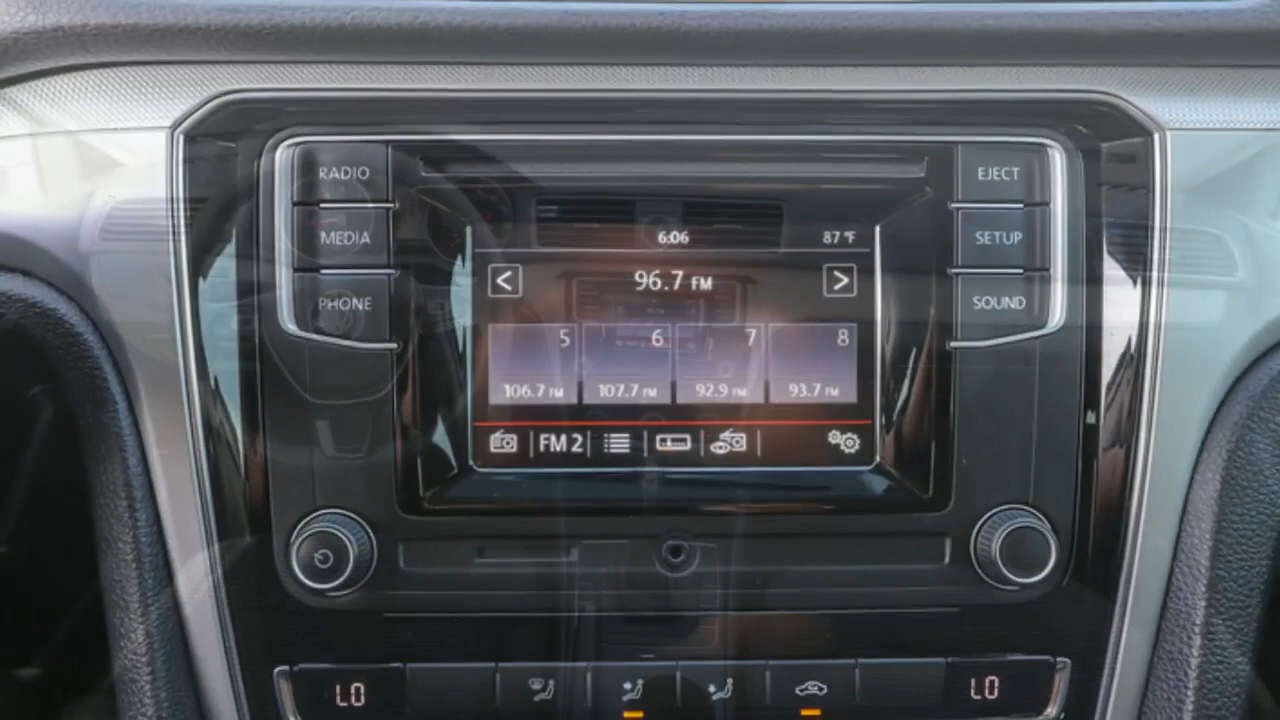 RADIO
EJECT
MEDIA
6:06
87 °F
SETUP
< 96.7 FM >
PHONE
SOUND
5 6 7 8
106.7 FM 107.7 FM 92.9 FM 93.7 FM
FM 2
LO
LO